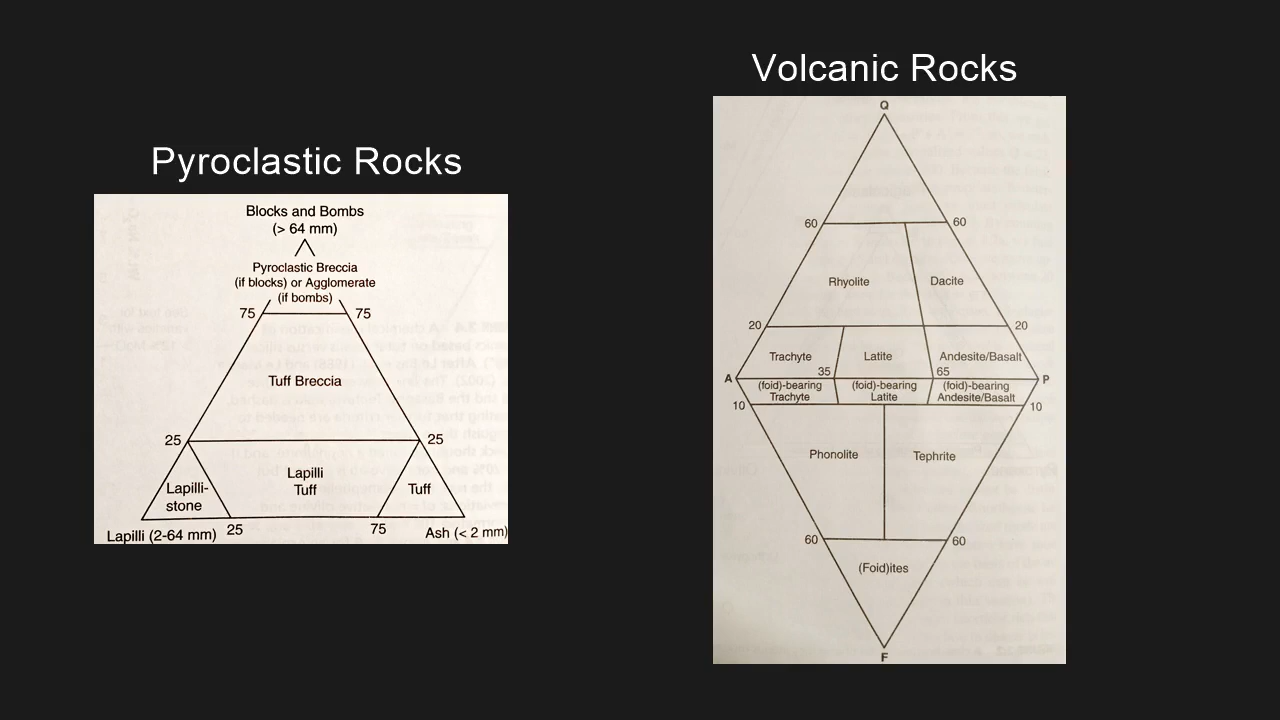 Pyroclastic Rocks
Blocks and Bombs
(> 64 mm)
Pyroclastic Breccia
(if blocks) or Agglomerate
(if bombs)
75 75
Tuff Breccia
25 25
Lapilli-
stone
Lapilli
Tuff
Tuff
Lapilli (2-64 mm) 25 75 Ash (< 2 mm)
Volcanic Rocks
Q
60 60
Rhyolite Dacite
20 20
Trachyte Latite Andesite/Basalt
35 65
A P
(foid)-bearing
Trachyte
(foid)-bearing
Latite
(foid)-bearing
Andesite/Basalt
10 10
Phonolite Tephrite
60 60
(Foid)ites
F